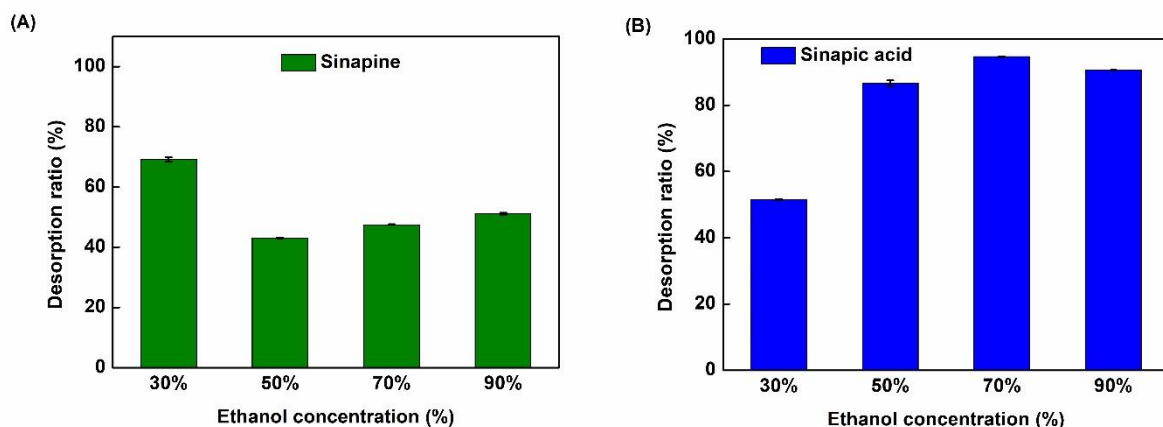 (A)
Sinapine
100
80
60
40
20
0
Desorption ratio (%)
30% 50% 70% 90%
Ethanol concentration (%)
(B)
Sinapic acid
100
80
60
40
20
0
Desorption ratio (%)
30% 50% 70% 90%
Ethanol concentration (%)